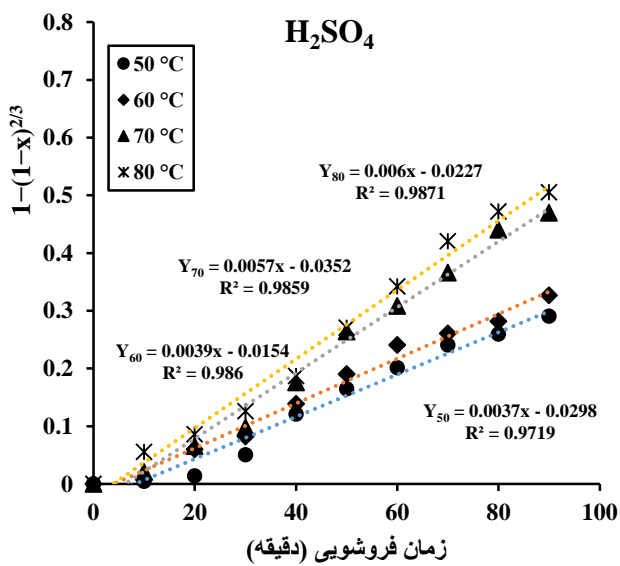 H₂SO₄
1–(1–x)²ᐟ³
0.8
0.7
0.6
0.5
0.4
0.3
0.2
0.1
0
50 °C
60 °C
70 °C
80 °C
Y₈₀ = 0.006x - 0.0227
R² = 0.9871
Y₇₀ = 0.0057x - 0.0352
R² = 0.9859
Y₆₀ = 0.0039x - 0.0154
R² = 0.986
Y₅₀ = 0.0037x - 0.0298
R² = 0.9719
0 20 40 60 80 100
زمان فروشویی (دقیقه)